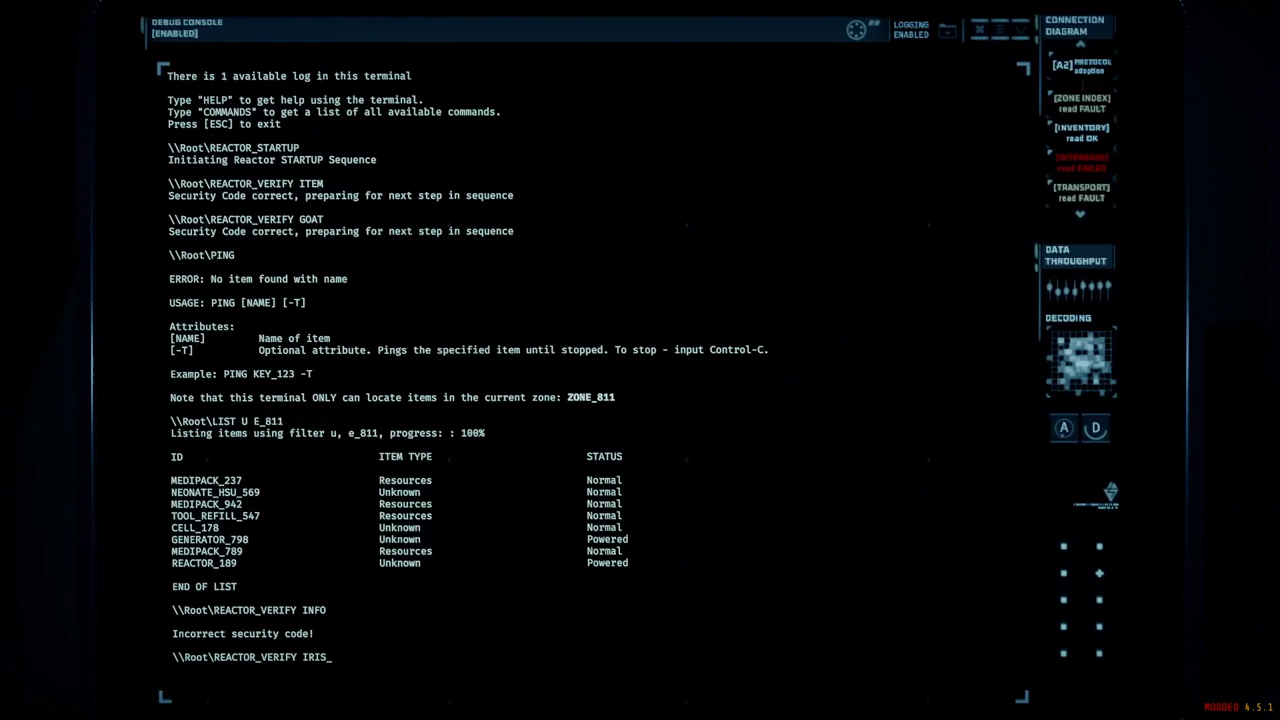 DEBUG CONSOLE
[ENABLED]
LOGGING
ENABLED
There is 1 available log in this terminal
Type "HELP" to get help using the terminal.
Type "COMMANDS" to get a list of all available commands.
Press [ESC] to exit
\\Root\REACTOR_STARTUP
Initiating Reactor STARTUP Sequence
\\Root\REACTOR_VERIFY ITEM
Security Code correct, preparing for next step in sequence
\\Root\REACTOR_VERIFY GOAT
Security Code correct, preparing for next step in sequence
\\Root\PING
ERROR: No item found with name
USAGE: PING [NAME] [-T]
Attributes:
[NAME] Name of item
[-T] Optional attribute. Pings the specified item until stopped. To stop - input Control-C.
Example: PING KEY_123 -T
Note that this terminal ONLY can locate items in the current zone: ZONE_811
\\Root\LIST U E_811
Listing items using filter u, e_811, progress: : 100%
ID ITEM TYPE STATUS
MEDIPACK_237 Resources Normal
NEONATE_HSU_569 Unknown Normal
MEDIPACK_942 Resources Normal
TOOL_REFILL_547 Resources Normal
CELL_178 Unknown Normal
GENERATOR_798 Unknown Powered
MEDIPACK_789 Resources Normal
REACTOR_189 Unknown Powered
END OF LIST
\\Root\REACTOR_VERIFY INFO
Incorrect security code!
\\Root\REACTOR_VERIFY IRIS_
CONNECTION
DIAGRAM
[A2] PROTOCOL
adoption
[ZONE INDEX]
read FAULT
[INVENTORY]
read OK
[INTERBASE]
read FAILED
[TRANSPORT]
read FAULT
DATA
THROUGHPUT
DECODING
A D
MODDED 4.5.1